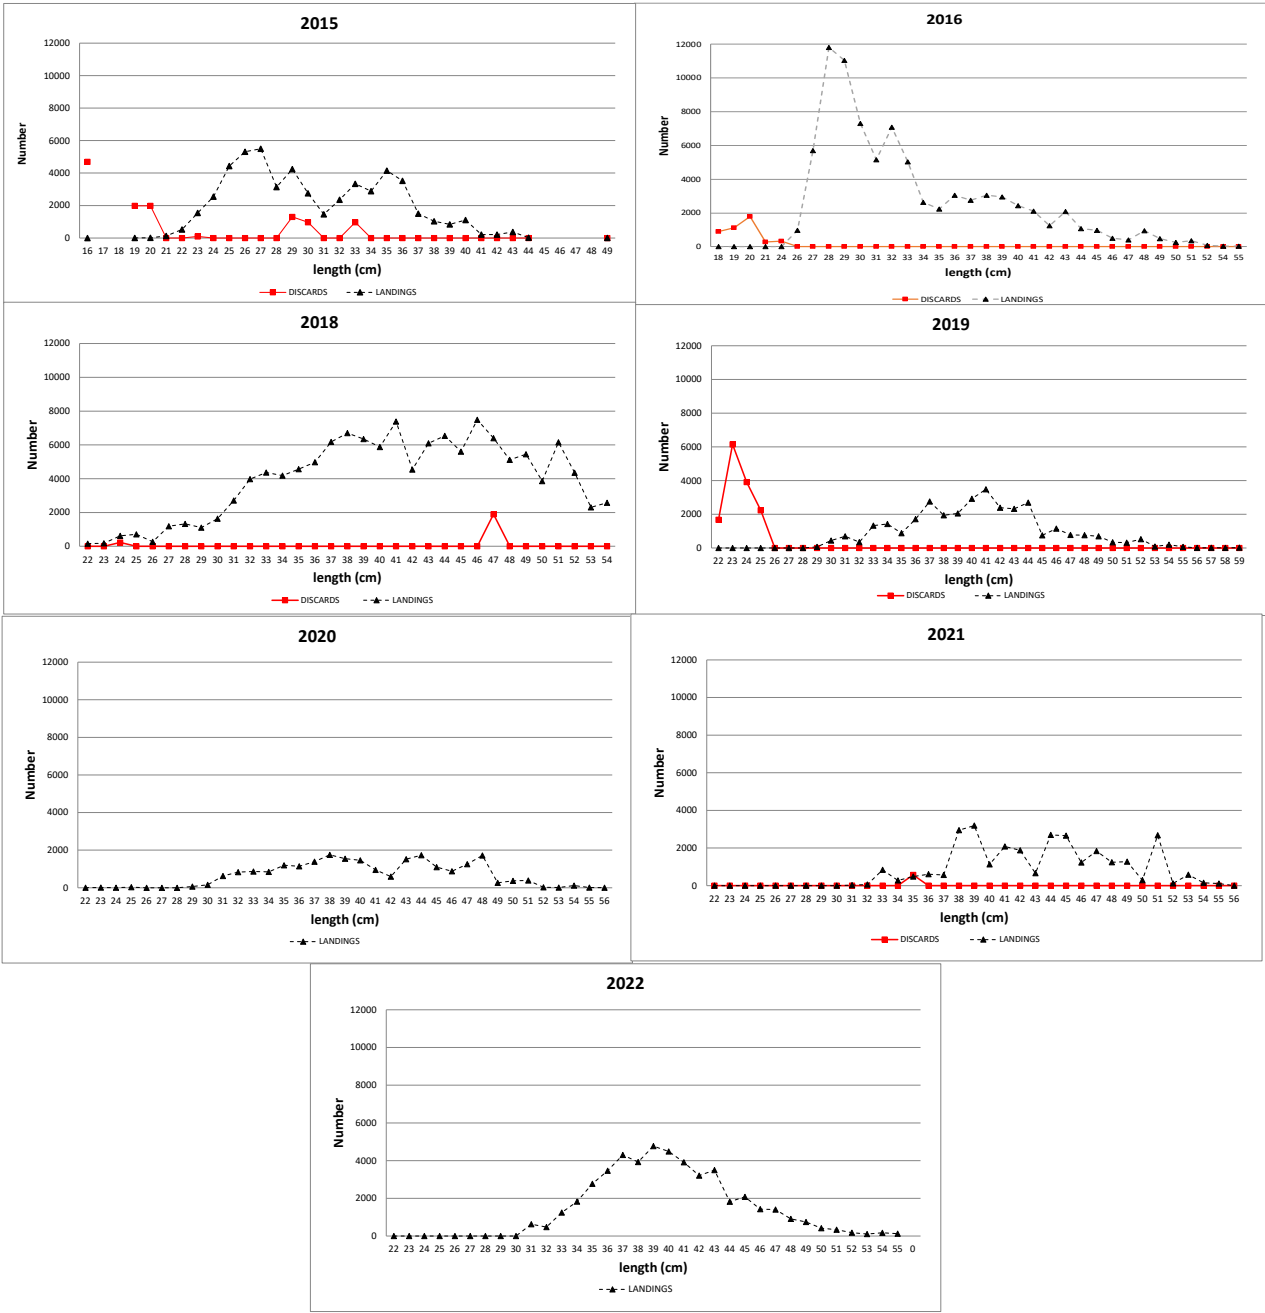 2015
12000
10000
8000
6000
4000
2000
0
Number
16 17 18 19 20 21 22 23 24 25 26 27 28 29 30 31 32 33 34 35 36 37 38 39 40 41 42 43 44 45 46 47 48 49
length (cm)
DISCARDS LANDINGS
2016
12000
10000
8000
6000
4000
2000
0
Number
18 19 20 21 24 26 27 28 29 30 31 32 33 34 35 36 37 38 39 40 41 42 43 44 45 46 47 48 49 50 51 52 54 55
length (cm)
DISCARDS LANDINGS
2018
12000
10000
8000
6000
4000
2000
0
Number
22 23 24 25 26 27 28 29 30 31 32 33 34 35 36 37 38 39 40 41 42 43 44 45 46 47 48 49 50 51 52 53 54
length (cm)
DISCARDS LANDINGS
2019
12000
10000
8000
6000
4000
2000
0
Number
22 23 24 25 26 27 28 29 30 31 32 33 34 35 36 37 38 39 40 41 42 43 44 45 46 47 48 49 50 51 52 53 54 55 56 57 58 59
length (cm)
DISCARDS LANDINGS
2020
12000
10000
8000
6000
4000
2000
0
Number
22 23 24 25 26 27 28 29 30 31 32 33 34 35 36 37 38 39 40 41 42 43 44 45 46 47 48 49 50 51 52 53 54 55 56
length (cm)
LANDINGS
2021
12000
10000
8000
6000
4000
2000
0
Number
22 23 24 25 26 27 28 29 30 31 32 33 34 35 36 37 38 39 40 41 42 43 44 45 46 47 48 49 50 51 52 53 54 55 56
length (cm)
DISCARDS LANDINGS
2022
12000
10000
8000
6000
4000
2000
0
Number
22 23 24 25 26 27 28 29 30 31 32 33 34 35 36 37 38 39 40 41 42 43 44 45 46 47 48 49 50 51 52 53 54 55 0
length (cm)
LANDINGS